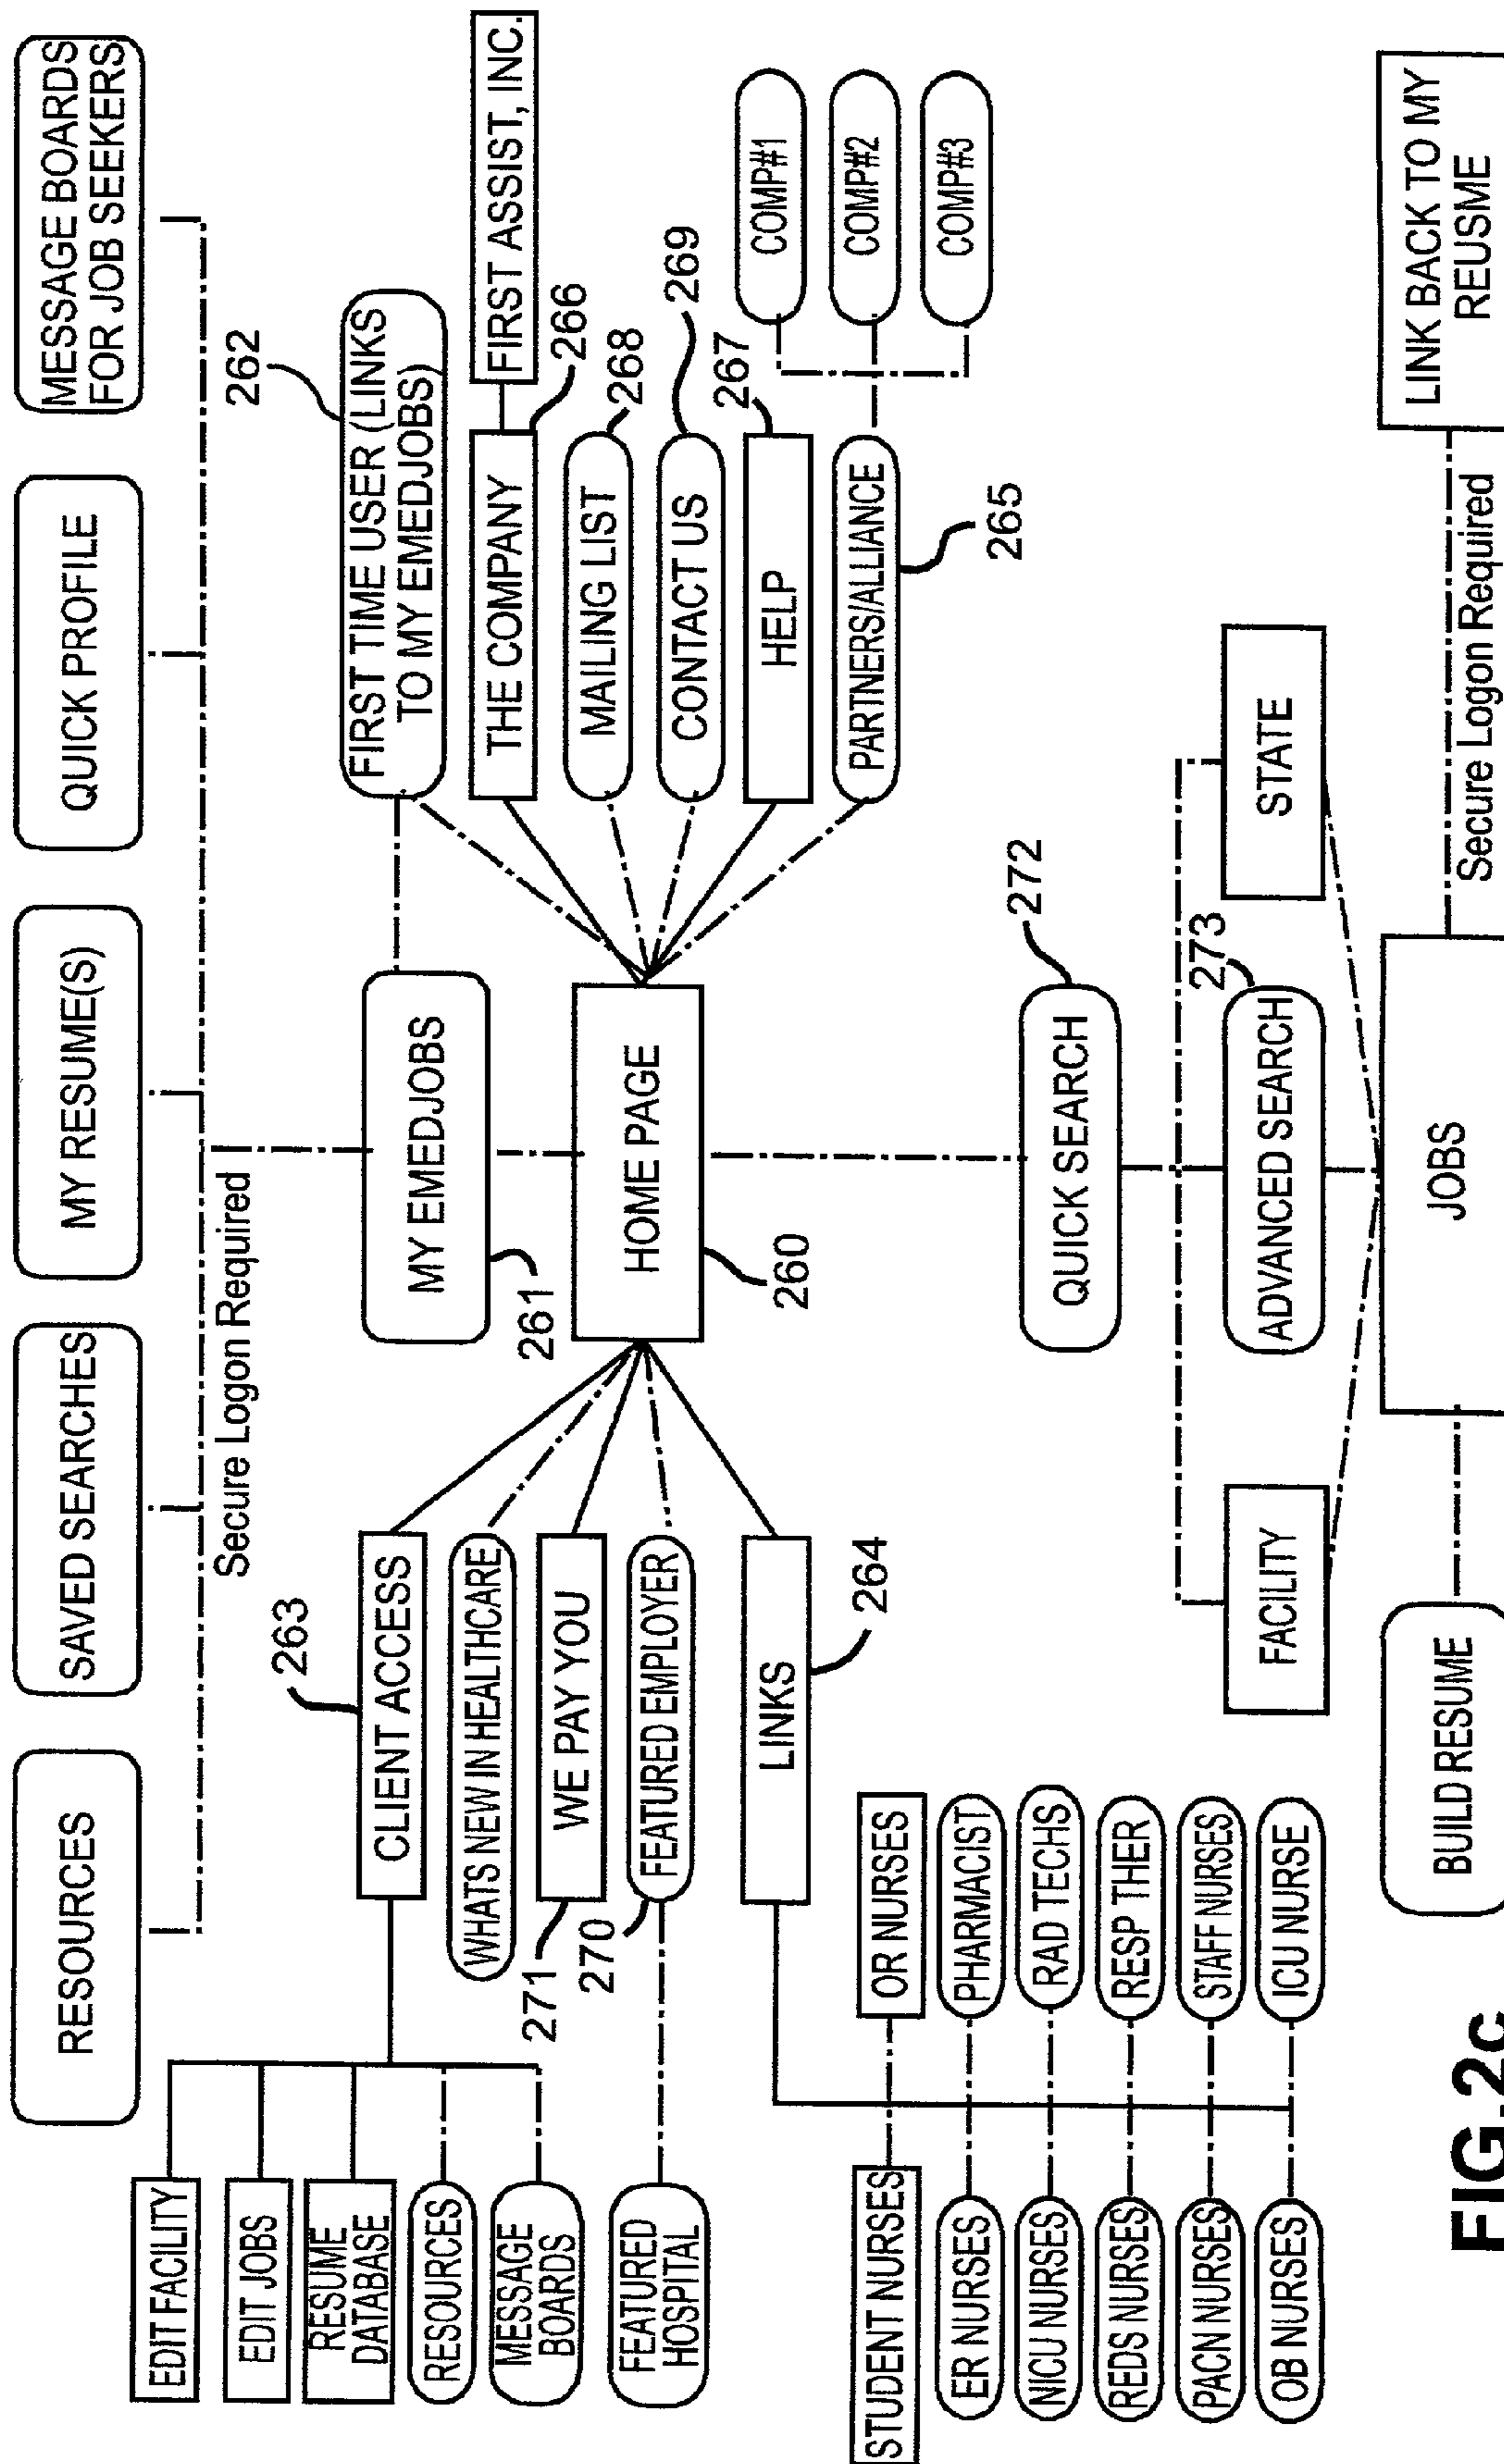 RESOURCES
SAVED SEARCHES
MY RESUME(S)
QUICK PROFILE
MESSAGE BOARDS
FOR JOB SEEKERS
Secure Logon Required
262
FIRST TIME USER (LINKS
TO MY EMEDJOBS)
MY EMEDJOBS
261
HOME PAGE
260
THE COMPANY
266
FIRST ASSIST, INC.
MAILING LIST
268
CONTACT US
269
HELP
267
PARTNERS/ALLIANCE
265
COMP#1
COMP#2
COMP#3
263
CLIENT ACCESS
WHATS NEW IN HEALTHCARE
WE PAY YOU
271
FEATURED EMPLOYER
270
LINKS
264
EDIT FACILITY
EDIT JOBS
RESUME
DATABASE
RESOURCES
MESSAGE
BOARDS
FEATURED
HOSPITAL
STUDENT NURSES
OR NURSES
ER NURSES
PHARMACIST
NICU NURSES
RAD TECHS
REDS NURSES
RESP THER
PACN NURSES
STAFF NURSES
OB NURSES
ICU NURSE
QUICK SEARCH
272
FACILITY
ADVANCED SEARCH
273
STATE
BUILD RESUME
JOBS
Secure Logon Required
LINK BACK TO MY
REUSME
FIG.2c